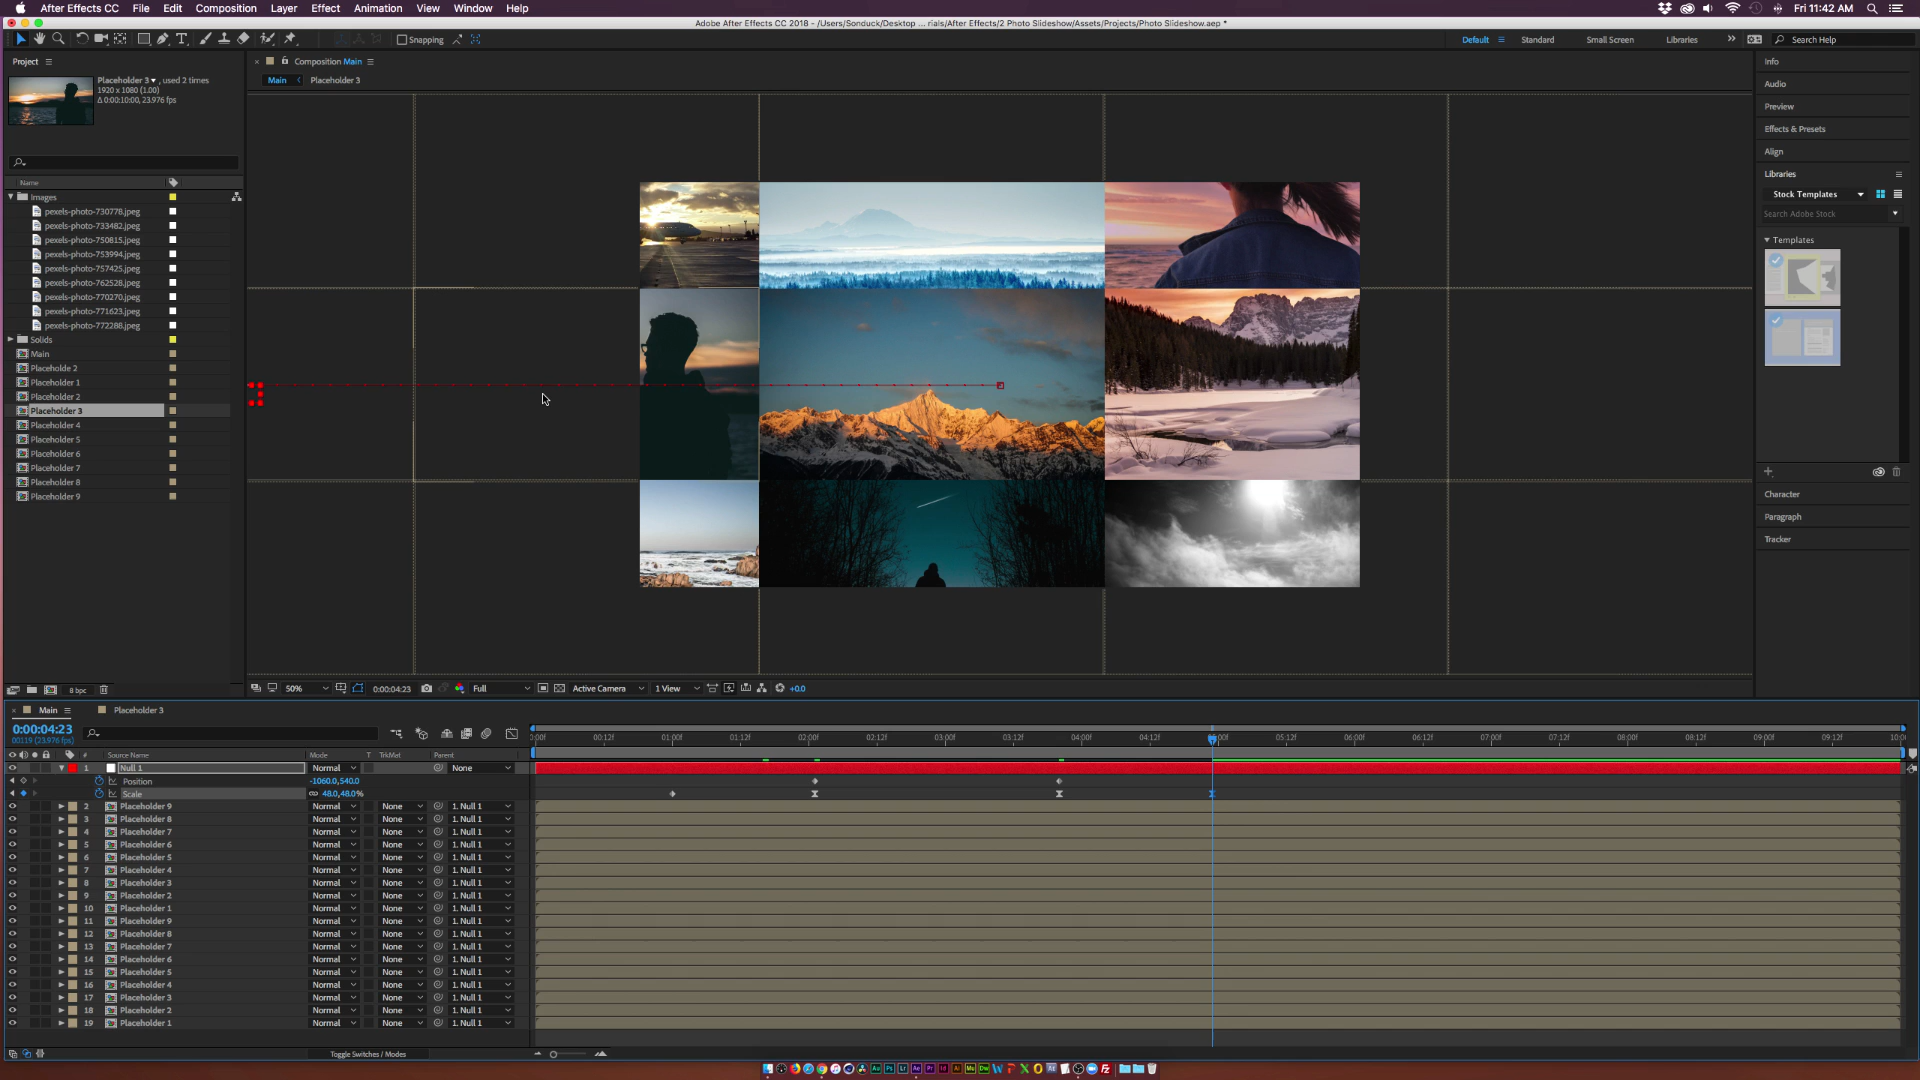 After Effects CC File Edit Composition Layer Effect Animation View Window Help Fri 11:42 AM
Adobe After Effects CC 2018 - /Users/Sonduck/Desktop ... rials/After Effects/2 Photo Slideshow/Assets/Projects/Photo Slideshow.aep *
Snapping Default Standard Small Screen Libraries Search Help
Project
Placeholder 3, used 2 times
1920 x 1080 (1.00)
Δ 0:00:10:00, 23.976 fps
Name
Images
pexels-photo-730778.jpeg
pexels-photo-733482.jpeg
pexels-photo-750815.jpeg
pexels-photo-753994.jpeg
pexels-photo-757425.jpeg
pexels-photo-762528.jpeg
pexels-photo-770270.jpeg
pexels-photo-771623.jpeg
pexels-photo-772288.jpeg
Solids
Main
Placeholde 2
Placeholder 1
Placeholder 2
Placeholder 3
Placeholder 4
Placeholder 5
Placeholder 6
Placeholder 7
Placeholder 8
Placeholder 9
8 bpc
Composition Main
Main Placeholder 3
50% 0:00:04:23 Full Active Camera 1 View +0.0
Info
Audio
Preview
Effects & Presets
Align
Libraries
Stock Templates
Search Adobe Stock
Templates
Character
Paragraph
Tracker
Main Placeholder 3
0:00:04:23
00119 (23.976 fps)
:00f 00:12f 01:00f 01:12f 02:00f 02:12f 03:00f 03:12f 04:00f 04:12f 05:00f 05:12f 06:00f 06:12f 07:00f 07:12f 08:00f 08:12f 09:00f 09:12f 10:0
# Source Name Mode T TrkMat Parent
1 Null 1 Normal None
Position -1060.0,540.0
Scale 48.0,48.0%
2 Placeholder 9 Normal None 1. Null 1
3 Placeholder 8 Normal None 1. Null 1
4 Placeholder 7 Normal None 1. Null 1
5 Placeholder 6 Normal None 1. Null 1
6 Placeholder 5 Normal None 1. Null 1
7 Placeholder 4 Normal None 1. Null 1
8 Placeholder 3 Normal None 1. Null 1
9 Placeholder 2 Normal None 1. Null 1
10 Placeholder 1 Normal None 1. Null 1
11 Placeholder 9 Normal None 1. Null 1
12 Placeholder 8 Normal None 1. Null 1
13 Placeholder 7 Normal None 1. Null 1
14 Placeholder 6 Normal None 1. Null 1
15 Placeholder 5 Normal None 1. Null 1
16 Placeholder 4 Normal None 1. Null 1
17 Placeholder 3 Normal None 1. Null 1
18 Placeholder 2 Normal None 1. Null 1
19 Placeholder 1 Normal None 1. Null 1
Toggle Switches / Modes